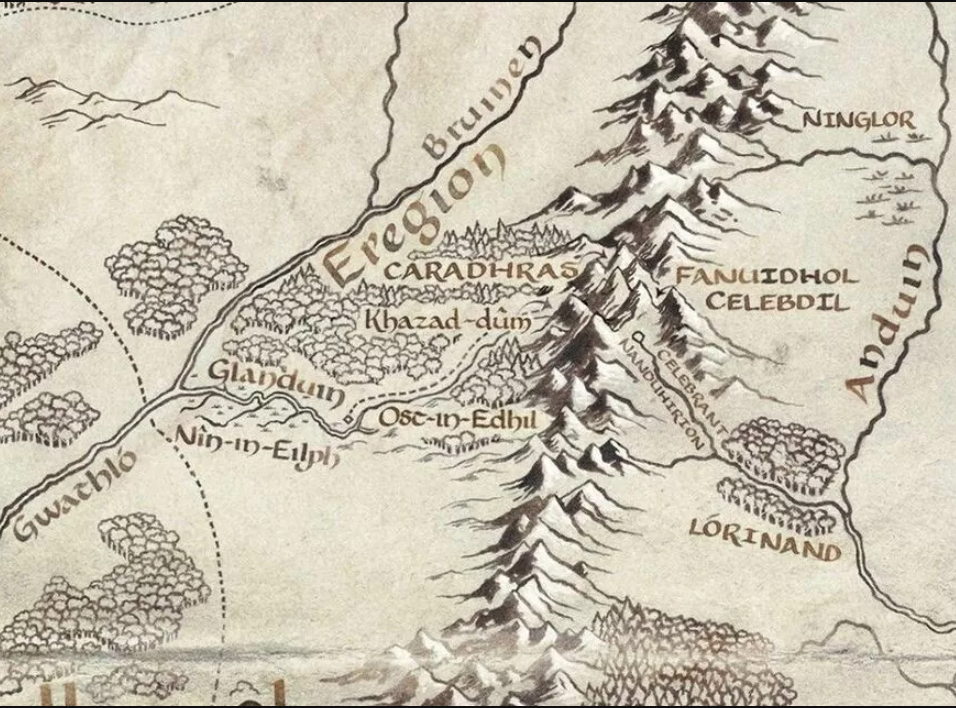 Bruinen
NINGLOR
Eregion
CARADHRAS
FANUIDHOL
CELEBDIL
Khazad-dûm
Anduin
NANDUHIRION
CELEBRANT
Glanduin
Ost-in-Edhil
Nîn-in-Eilph
Gwathló
LÓRINAND